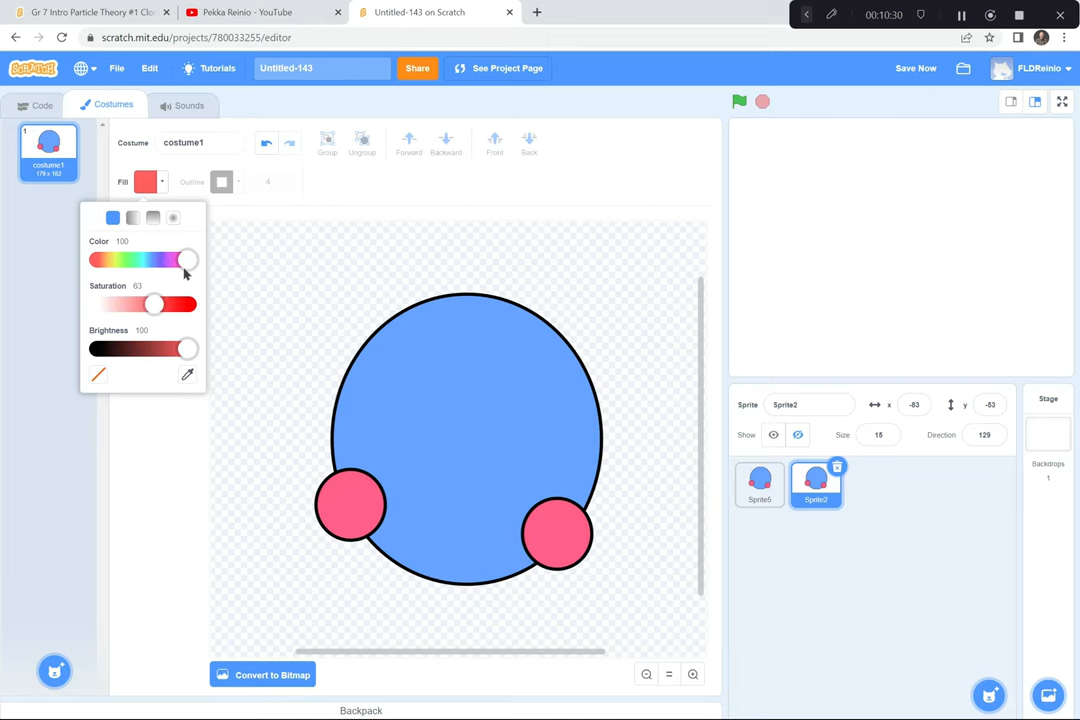 Gr 7 Intro Particle Theory #1 Clo
Pekka Reinio - YouTube
Untitled-143 on Scratch
00:10:30
scratch.mit.edu/projects/780033255/editor
SCRATCH
File
Edit
Tutorials
Untitled-143
Share
See Project Page
Save Now
FLDReinio
Code
Costumes
Sounds
1
costume1
179 x 182
Costume
costume1
Group
Ungroup
Forward
Backward
Front
Back
Fill
Outline
4
Color 100
Saturation 63
Brightness 100
Convert to Bitmap
Backpack
Sprite
Sprite2
x
-83
y
-53
Show
Size
15
Direction
129
Sprite5
Sprite2
Stage
Backdrops
1